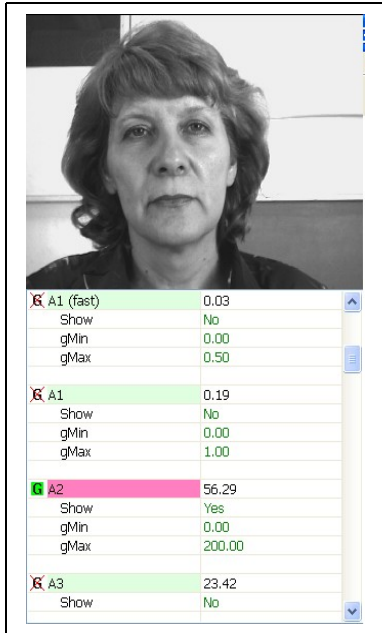 G A1 (fast) 0.03
Show No
gMin 0.00
gMax 0.50
G A1 0.19
Show No
gMin 0.00
gMax 1.00
G A2 56.29
Show Yes
gMin 0.00
gMax 200.00
G A3 23.42
Show No